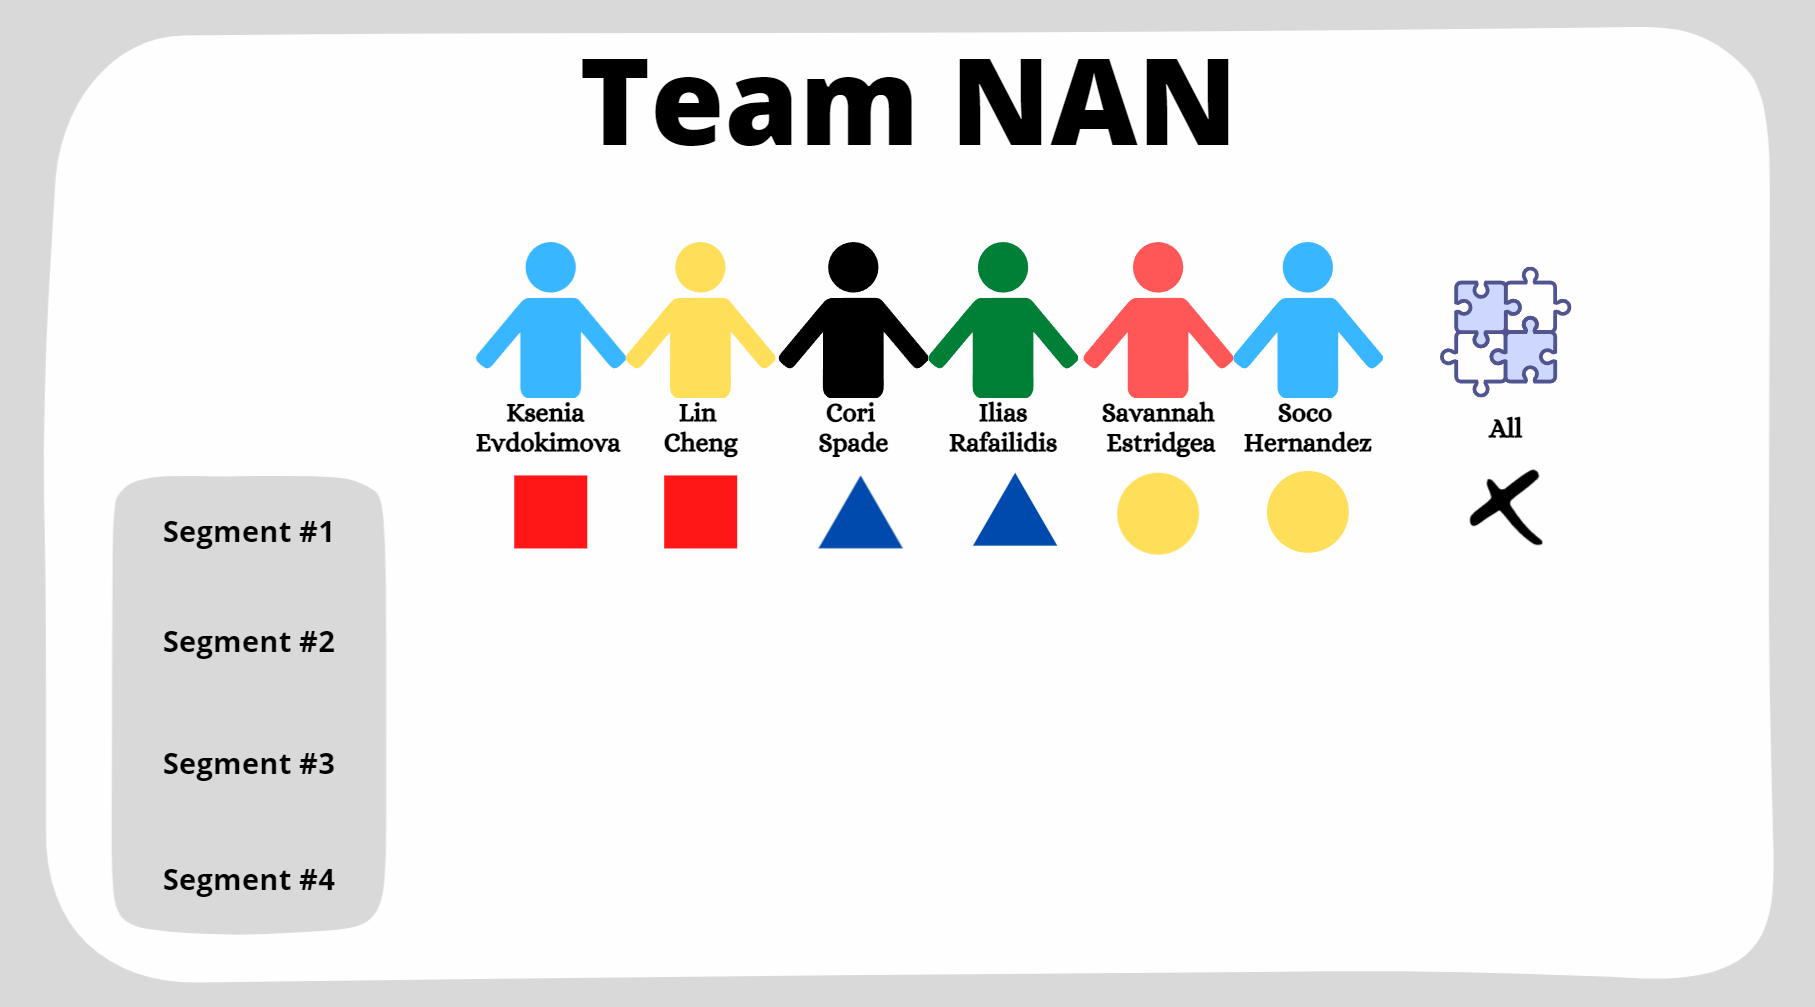 Team NAN
Ksenia
Evdokimova
Lin
Cheng
Cori
Spade
Ilias
Rafailidis
Savannah
Estridgea
Soco
Hernandez
All
Segment #1
Segment #2
Segment #3
Segment #4